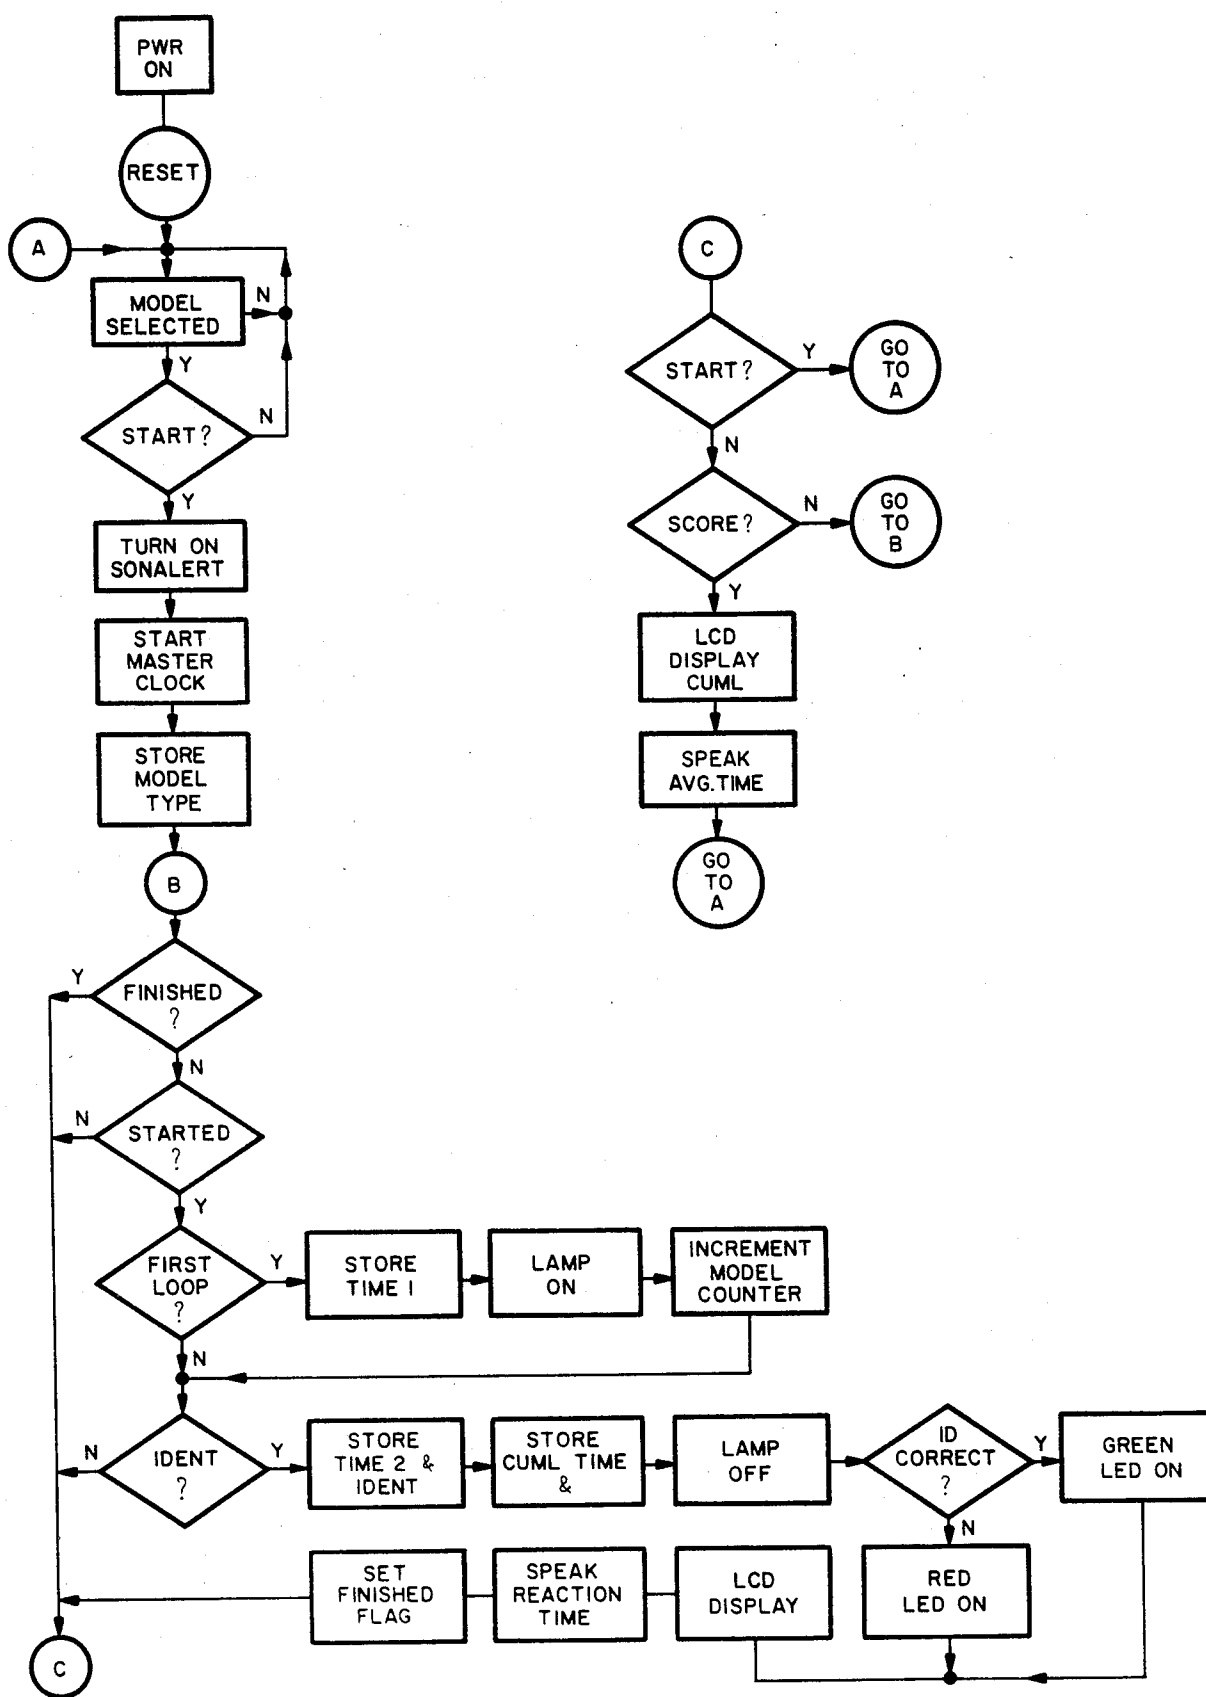 PWR
ON
RESET
A
MODEL
SELECTED
N
Y
START?
N
Y
TURN ON
SONALERT
START
MASTER
CLOCK
STORE
MODEL
TYPE
B
FINISHED
?
Y
N
STARTED
?
N
Y
FIRST
LOOP
?
Y
STORE
TIME 1
LAMP
ON
INCREMENT
MODEL
COUNTER
N
IDENT
?
N
Y
STORE
TIME 2 &
IDENT
STORE
CUML TIME
&
LAMP
OFF
ID
CORRECT
?
Y
GREEN
LED ON
N
RED
LED ON
LCD
DISPLAY
SPEAK
REACTION
TIME
SET
FINISHED
FLAG
C
C
START?
Y
GO
TO
A
N
SCORE?
N
GO
TO
B
Y
LCD
DISPLAY
CUML
SPEAK
AVG.TIME
GO
TO
A